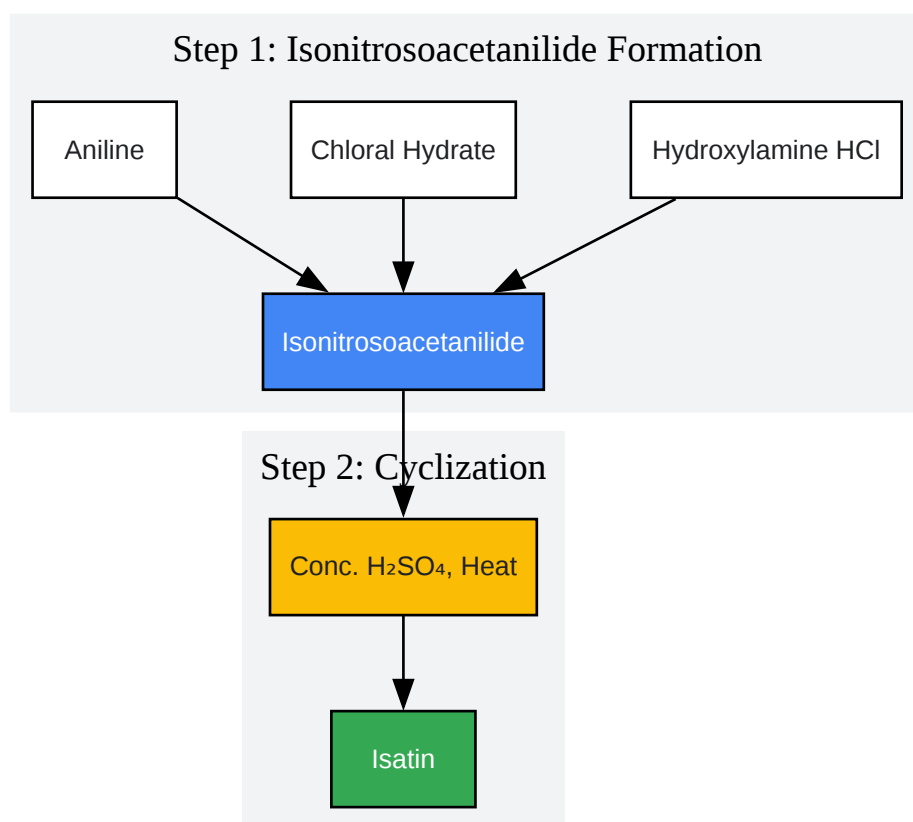 Step 1: Isonitrosoacetanilide Formation
Aniline
Chloral Hydrate
Hydroxylamine HCl
Isonitrosoacetanilide
Step 2: Cyclization
Conc. H₂SO₄, Heat
Isatin